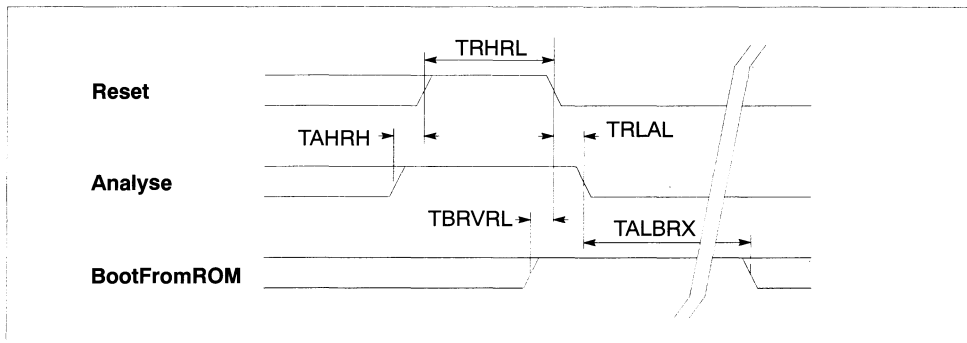 TRHRL
Reset
TAHRH
TRLAL
Analyse
TBRVRL
TALBRX
BootFromROM